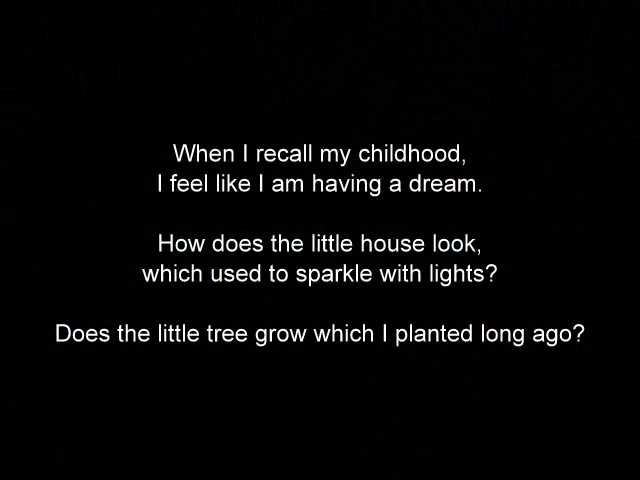 When I recall my childhood,
I feel like I am having a dream.
How does the little house look,
which used to sparkle with lights?
Does the little tree grow which I planted long ago?